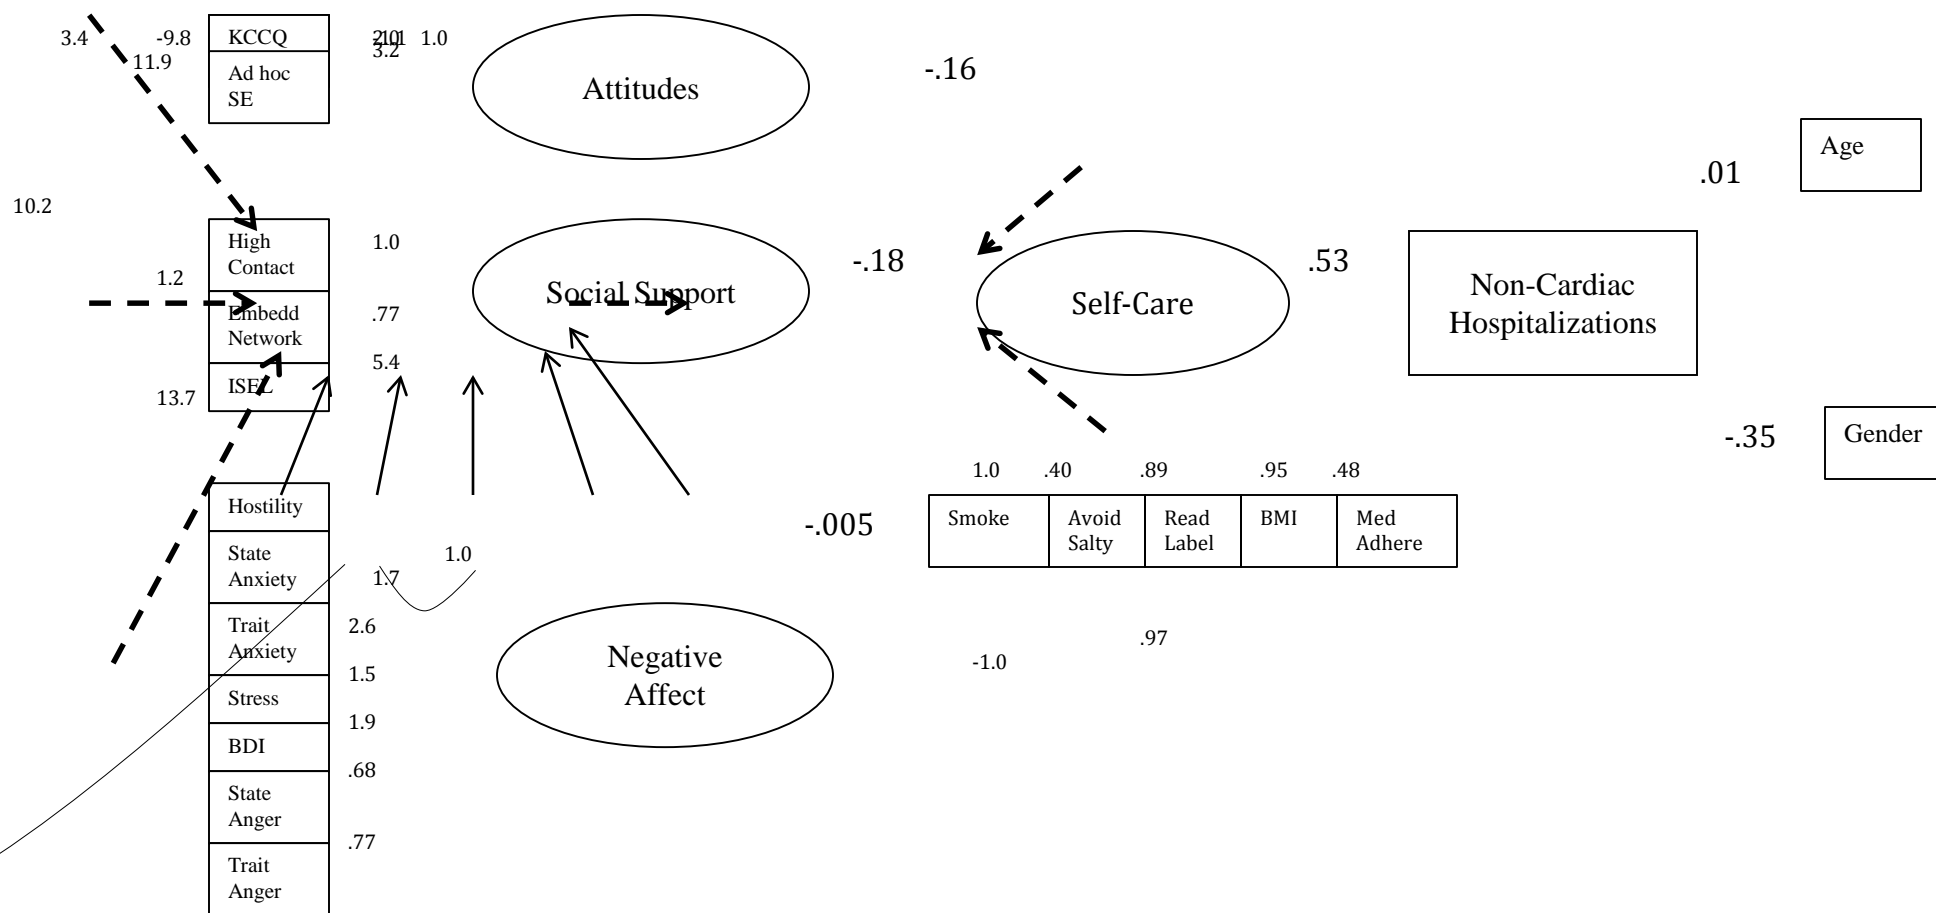 3.4
-9.8
11.9
KCCQ
Ad hoc
SE
3.2
1.0
Attitudes
-.16
Age
.01
10.2
High
Contact
1.0
1.2
Embedd
Network
.77
Social Support
-.18
Self-Care
.53
Non-Cardiac
Hospitalizations
5.4
ISEL
13.7
-.35
Gender
1.0
.40
.89
.95
.48
Smoke
Avoid
Salty
Read
Label
BMI
Med
Adhere
-.005
Hostility
State
Anxiety
1.0
1.7
Trait
Anxiety
2.6
1.5
Stress
1.9
BDI
.68
State
Anger
.77
Trait
Anger
Negative
Affect
-1.0
.97